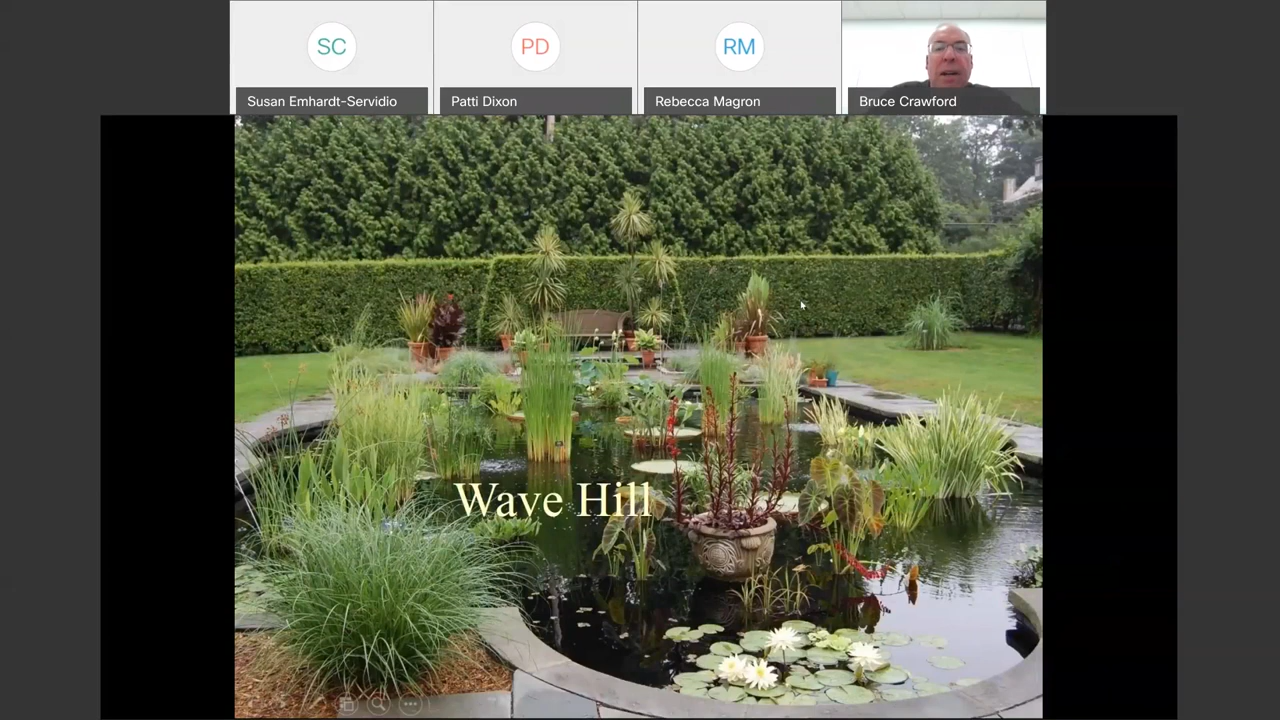 SC
PD
RM
Susan Emhardt-Servidio
Patti Dixon
Rebecca Magron
Bruce Crawford
Wave Hill